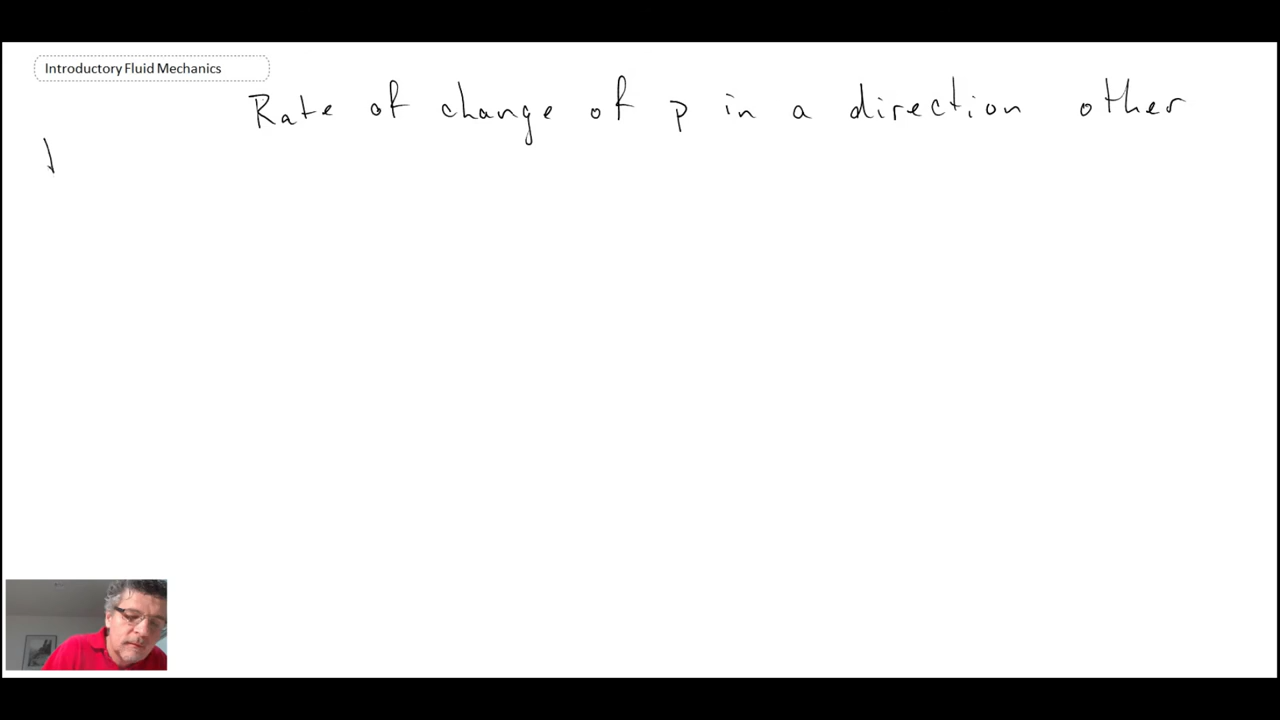 Introductory Fluid Mechanics
Rate of change of p in a direction other